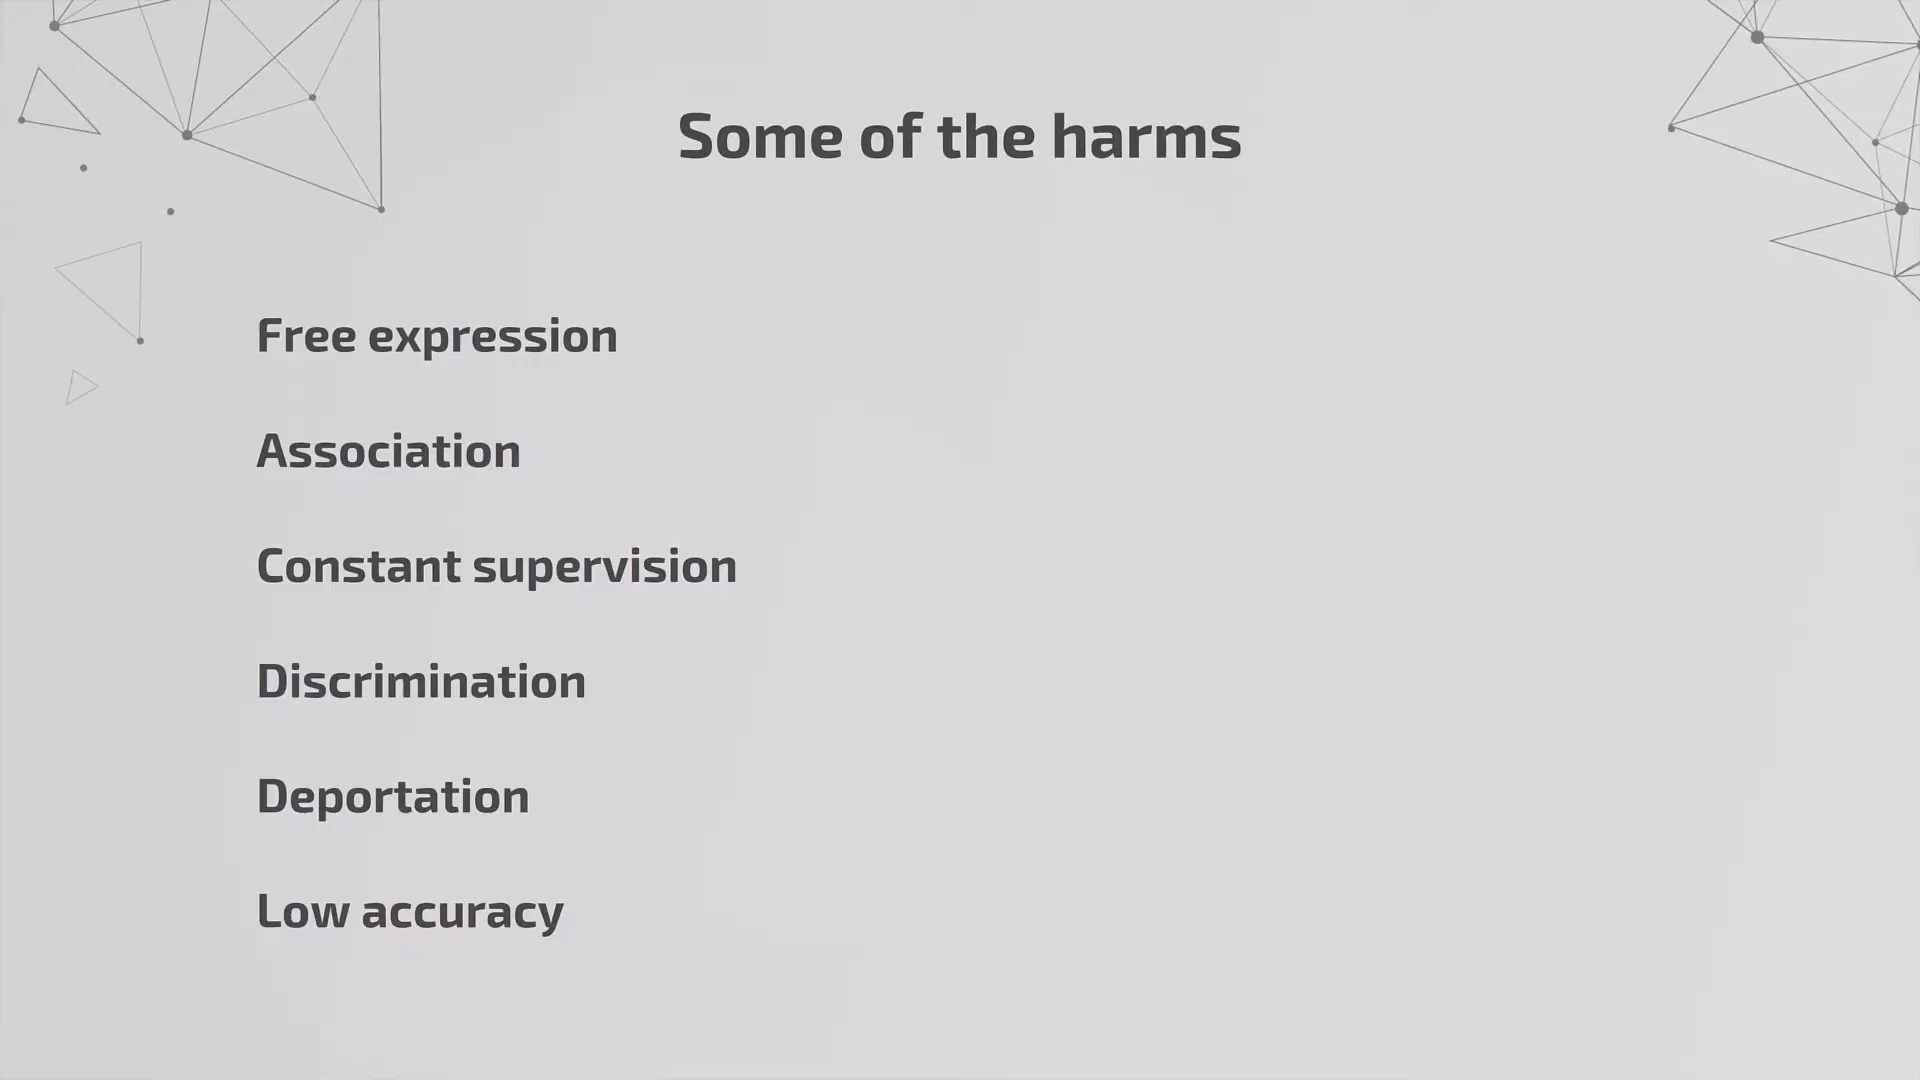 Some of the harms
Free expression
Association
Constant supervision
Discrimination
Deportation
Low accuracy